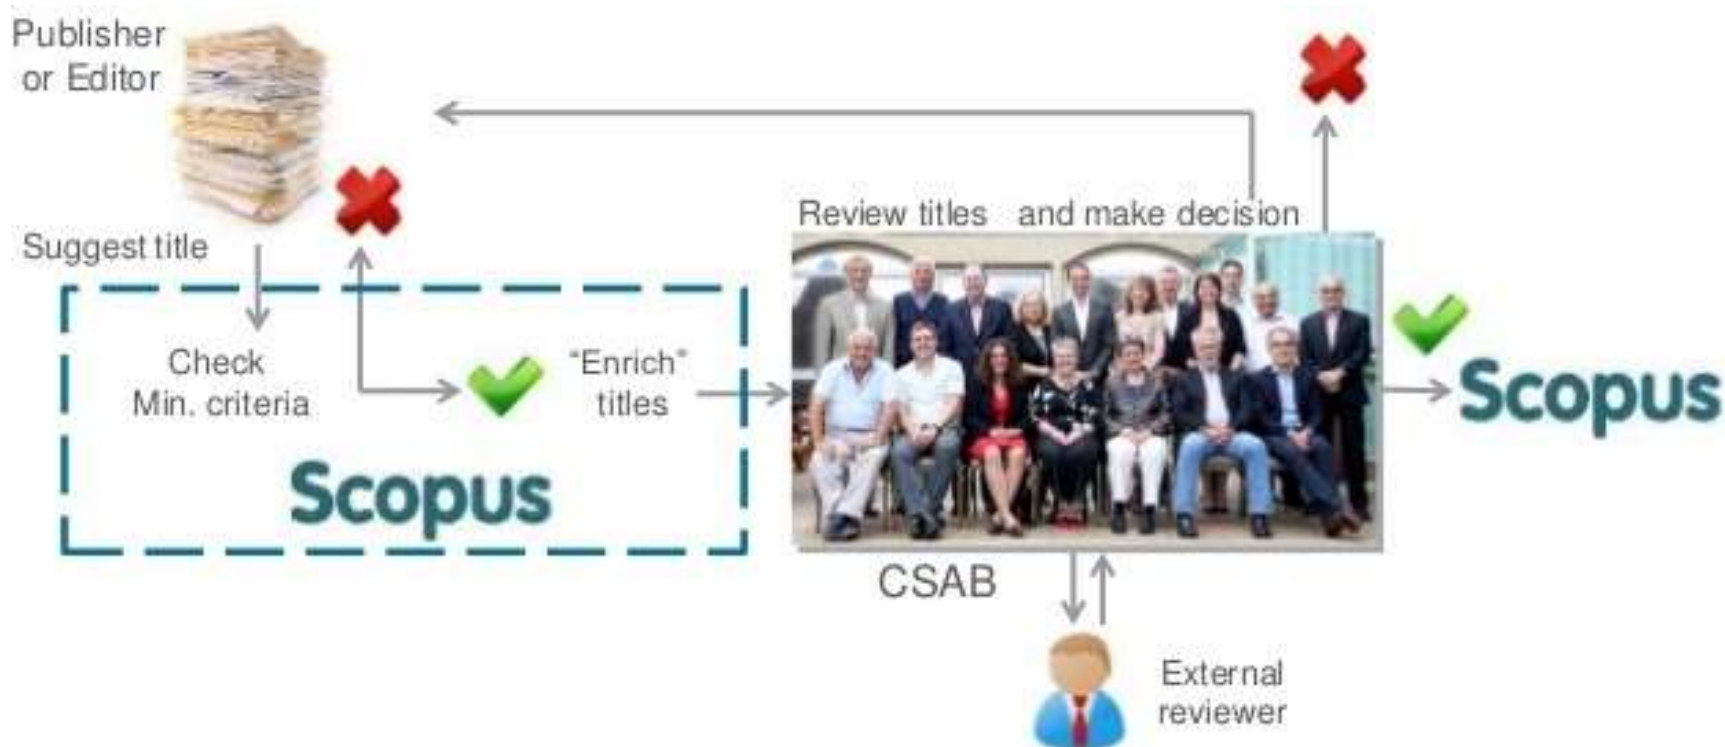 Publisher
or Editor
Suggest title
Check
Min. criteria
"Enrich"
titles
Scopus
Review titles and make decision
CSAB
External
reviewer
Scopus